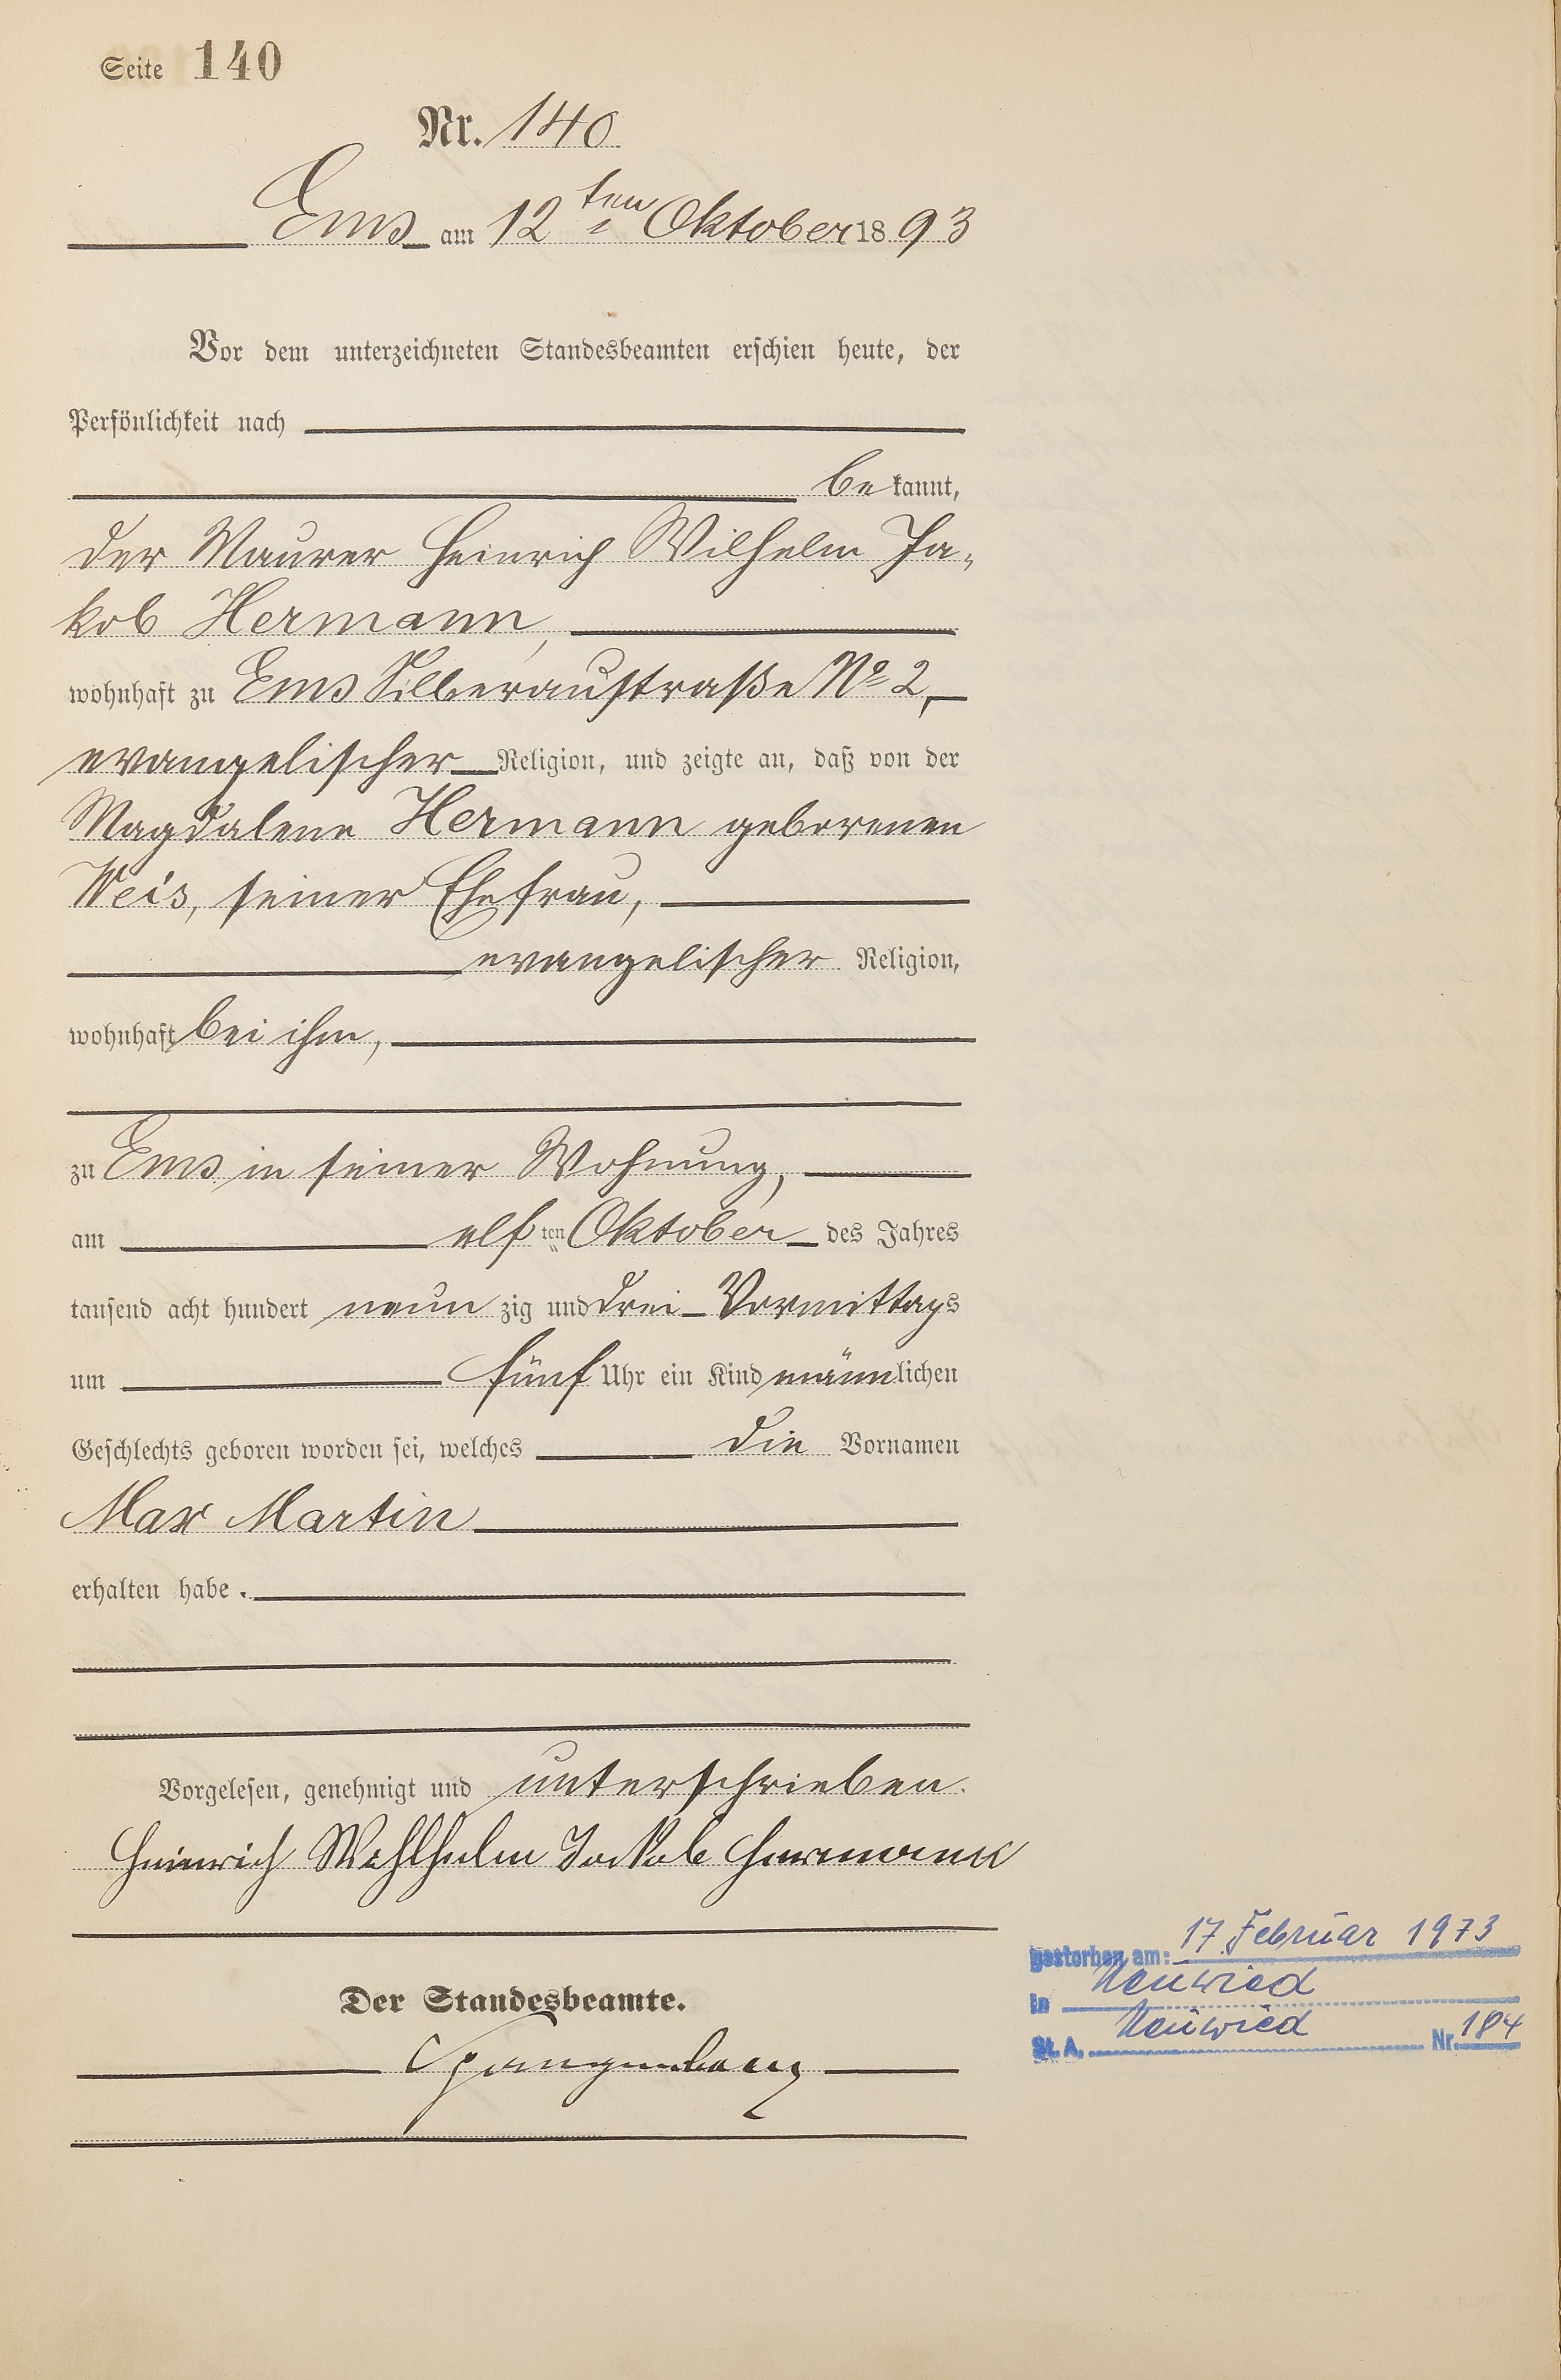 Seite 140
Nr. 140
Ems am 12ten Oktober 1893
Vor dem unterzeichneten Standesbeamten erschien heute, der
Persönlichkeit nach
bekannt,
der Maurer Heinrich Wilhelm Ja-
kob Hermann,
wohnhaft zu Ems Silberaustraße No 2,
evangelischer Religion, und zeigte an, daß von der
Magdalene Hermann geborenen
Weis, seiner Ehefrau,
evangelischer Religion,
wohnhaft bei ihm,
zu Ems in seiner Wohnung,
am elften Oktober des Jahres
tausend acht hundert neunzig und drei Vormittags
um fünf Uhr ein Kind männlichen
Geschlechts geboren worden sei, welches die Vornamen
Max Martin
erhalten habe.
Vorgelesen, genehmigt und unterschrieben.
Heinrich Wihlhelm Jackob Hermann
Der Standesbeamte.
Spangenberg
gestorben am: 17. Februar 1973
in Neuwied
St. A. Neuwied Nr. 184